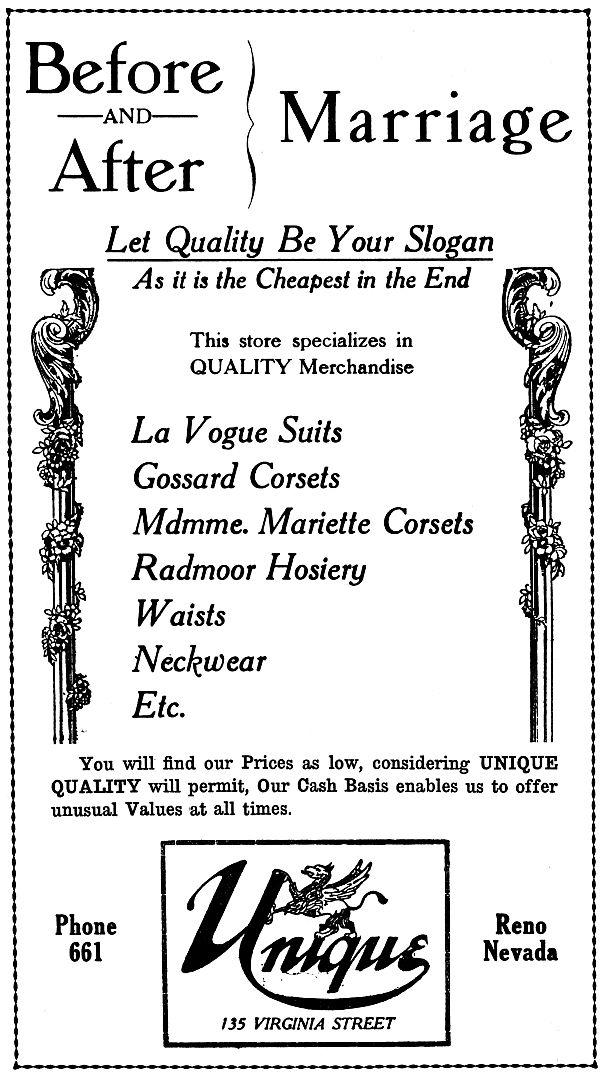 Before
AND
After
Marriage
Let Quality Be Your Slogan
As it is the Cheapest in the End
This store specializes in
QUALITY Merchandise
La Vogue Suits
Gossard Corsets
Mdmme. Mariette Corsets
Radmoor Hosiery
Waists
Neckwear
Etc.
You will find our Prices as low, considering UNIQUE
QUALITY will permit, Our Cash Basis enables us to offer
unusual Values at all times.
Phone
661
Unique
135 VIRGINIA STREET
Reno
Nevada